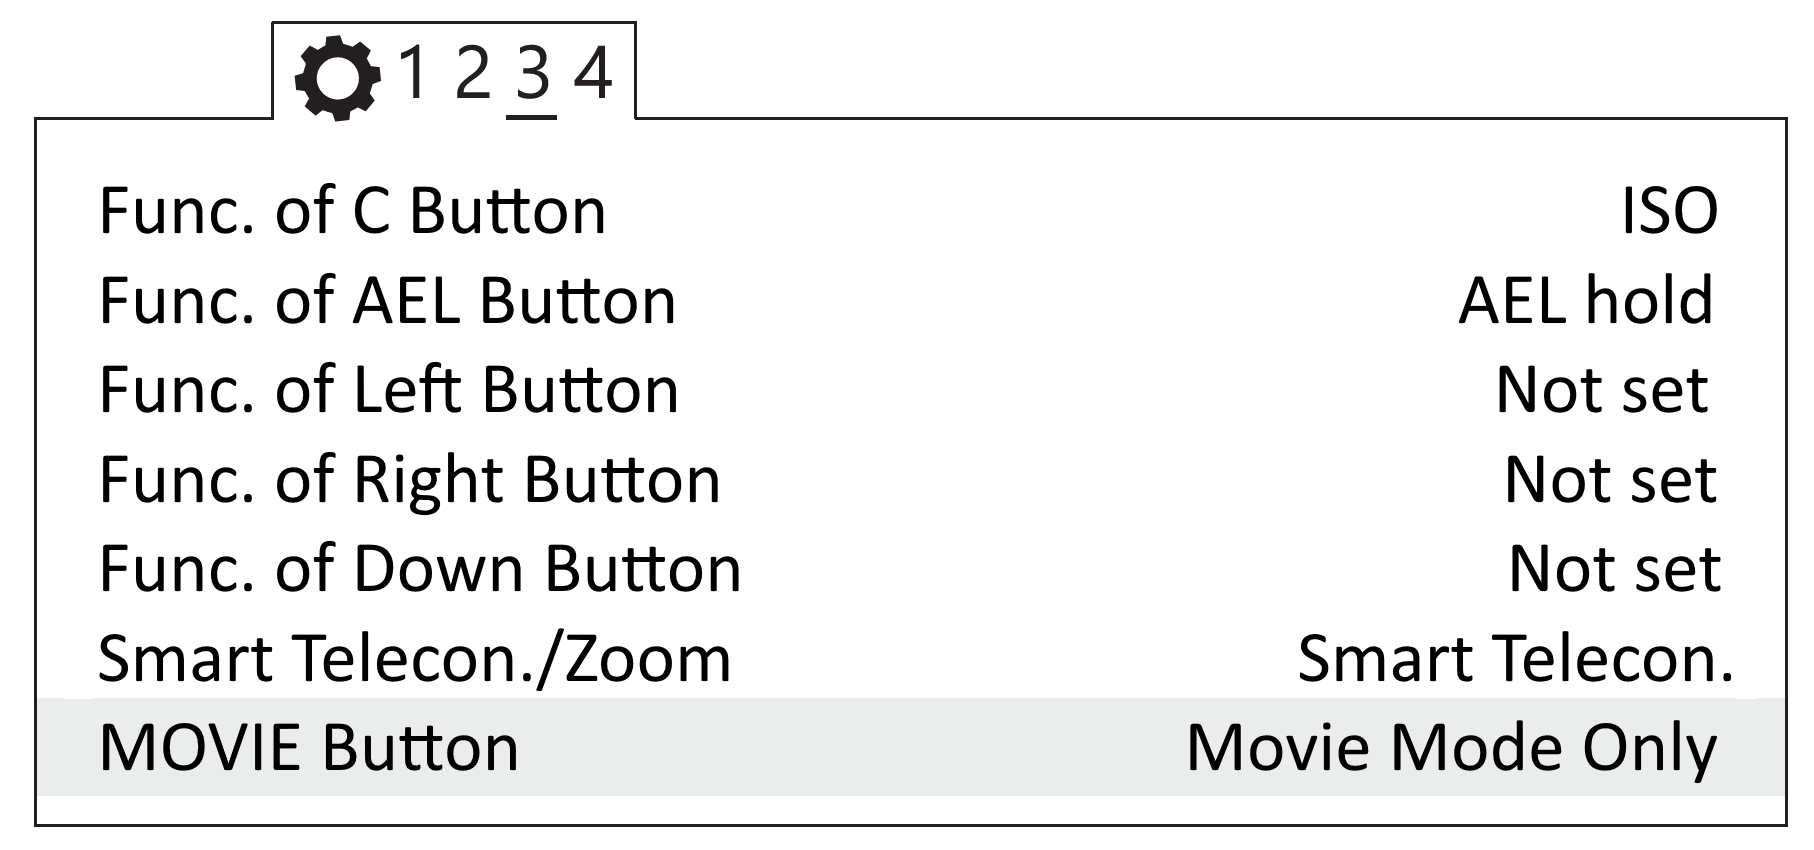 1 2 3 4
Func. of C Button ISO
Func. of AEL Button AEL hold
Func. of Left Button Not set
Func. of Right Button Not set
Func. of Down Button Not set
Smart Telecon./Zoom Smart Telecon.
MOVIE Button Movie Mode Only